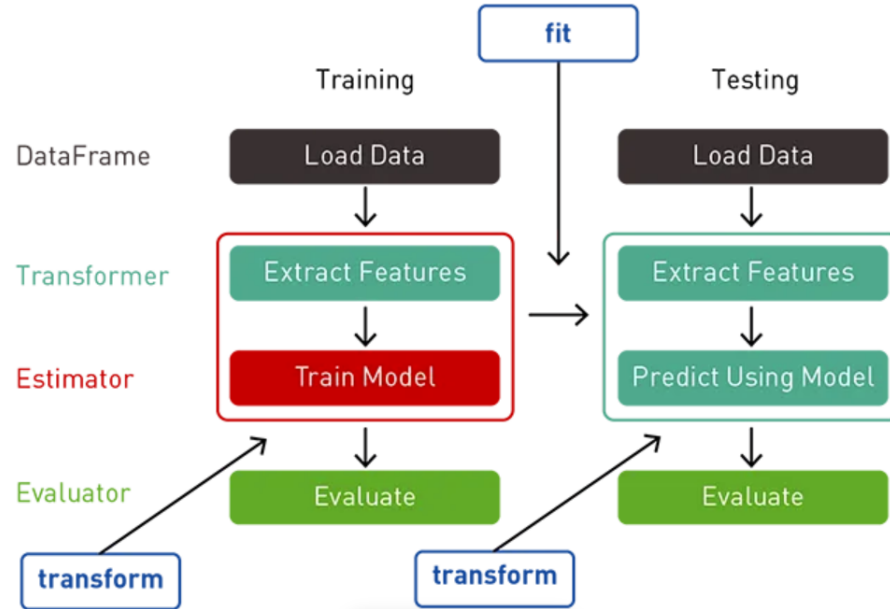 fit
Training
Testing
DataFrame
Load Data
Load Data
Transformer
Extract Features
Extract Features
Estimator
Train Model
Predict Using Model
Evaluator
Evaluate
Evaluate
transform
transform